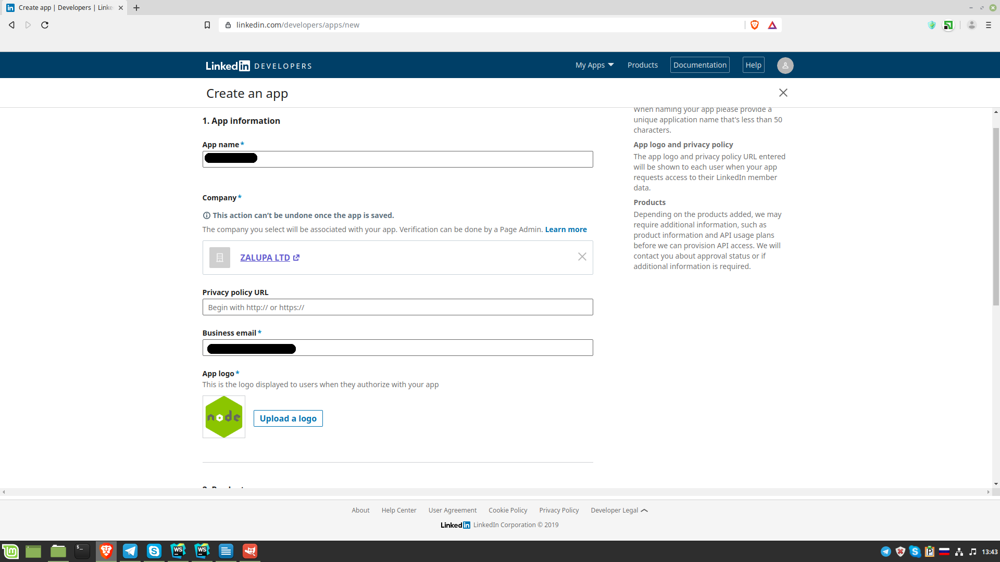 Create app | Developers | Linke
linkedin.com/developers/apps/new
Linkedin DEVELOPERS
My Apps
Products
Documentation
Help
Create an app
1. App information
App name*
Company*
This action can’t be undone once the app is saved.
The company you select will be associated with your app. Verification can be done by a Page Admin. Learn more
ZALUPA LTD
Privacy policy URL
Begin with http:// or https://
Business email*
App logo*
This is the logo displayed to users when they authorize with your app
node
Upload a logo
When naming your app please provide a
unique application name that's less than 50
characters.
App logo and privacy policy
The app logo and privacy policy URL entered
will be shown to each user when your app
requests access to their LinkedIn member
data.
Products
Depending on the products added, we may
require additional information, such as
product information and API usage plans
before we can provision API access. We will
contact you about approval status or if
additional information is required.
About
Help Center
User Agreement
Cookie Policy
Privacy Policy
Developer Legal
Linkedin LinkedIn Corporation © 2019
WS
WS
13:43